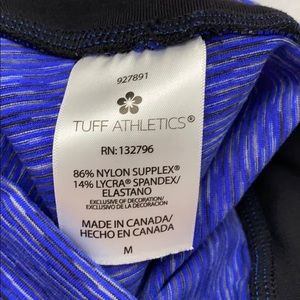 927891
TUFF ATHLETICS®
RN: 132796
86% NYLON SUPPLEX®
14% LYCRA® SPANDEX/
ELASTANO
EXCLUSIVE OF DECORATION/
EXCLUSIVO DE LA DECORACION
MADE IN CANADA/
HECHO EN CANADA
M